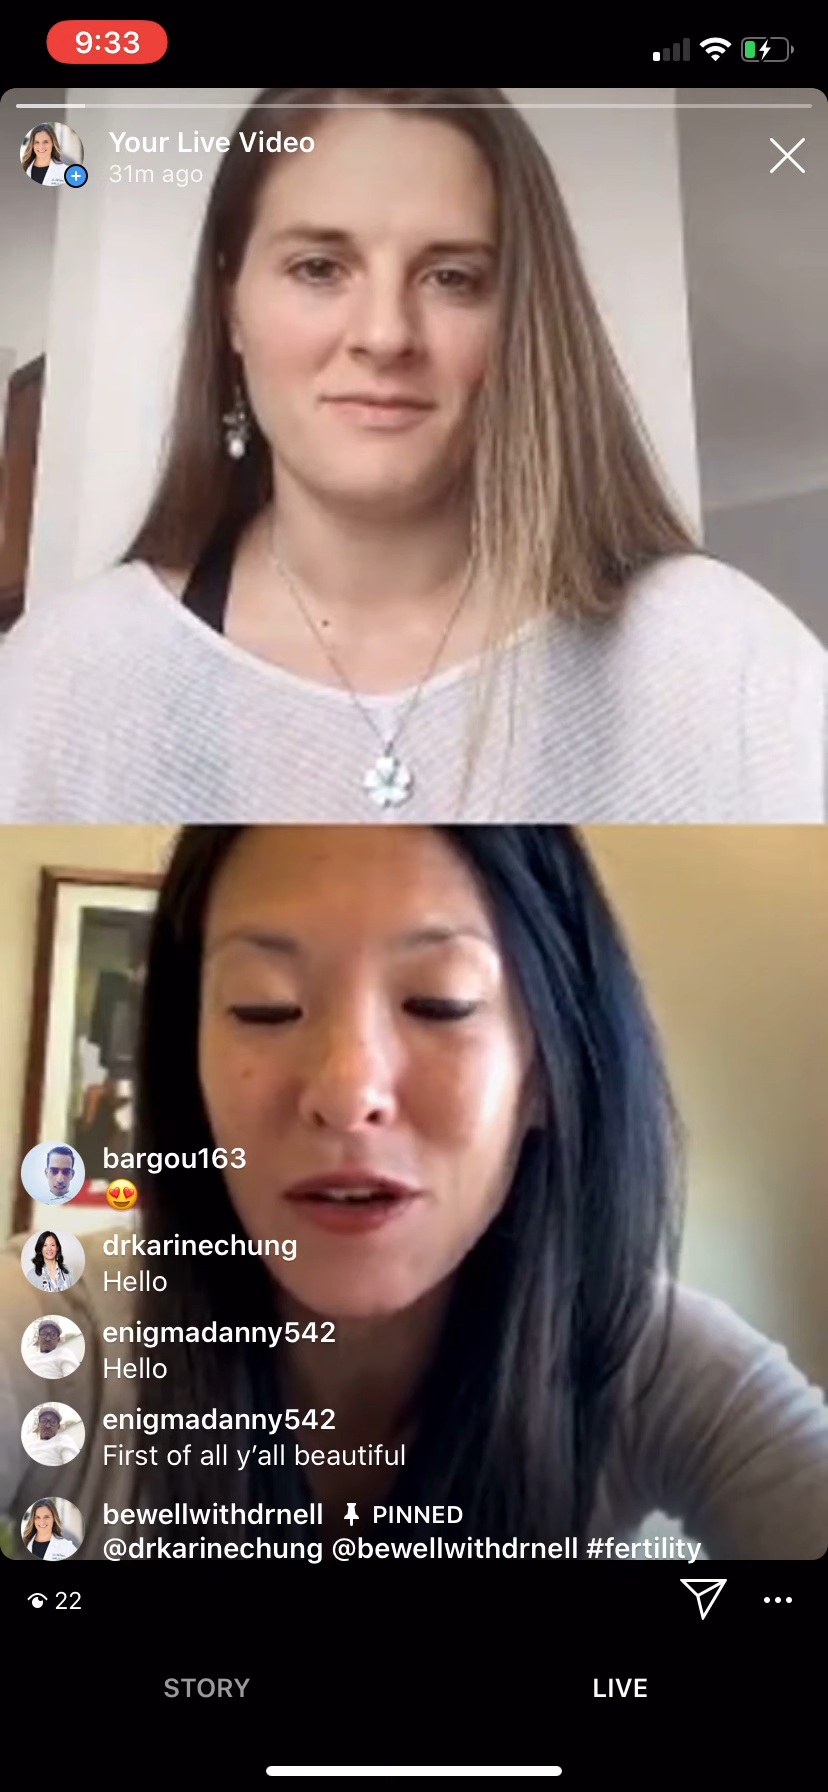 9:33
Your Live Video
31m ago
bargou163
😍
drkarinechung
Hello
enigmadanny542
Hello
enigmadanny542
First of all y’all beautiful
bewellwithdrnell PINNED
@drkarinechung @bewellwithdrnell #fertility
22
STORY LIVE